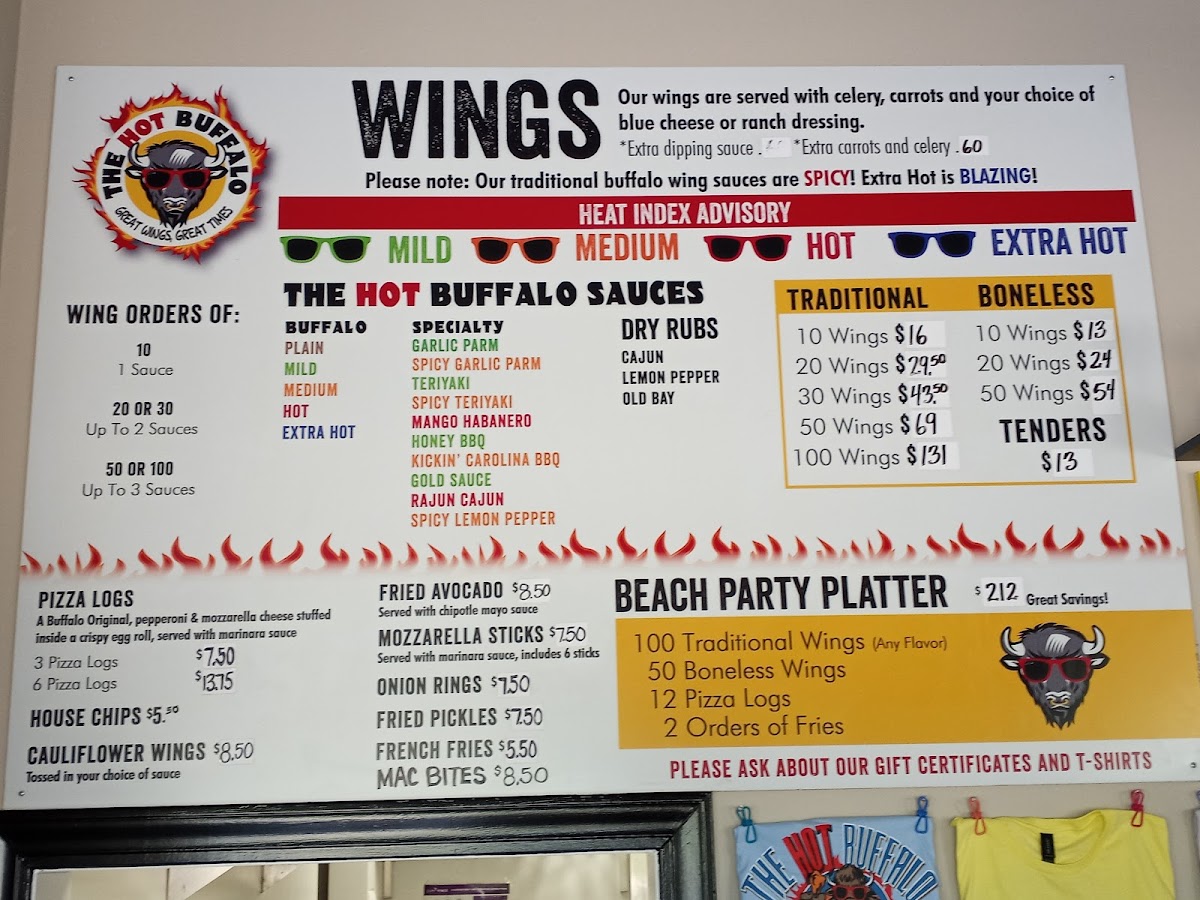 THE HOT BUFFALO
GREAT WINGS, GREAT TIMES
WINGS
Our wings are served with celery, carrots and your choice of
blue cheese or ranch dressing.
*Extra dipping sauce . *Extra carrots and celery .60
Please note: Our traditional buffalo wing sauces are SPICY! Extra Hot is BLAZING!
HEAT INDEX ADVISORY
MILD MEDIUM HOT EXTRA HOT
WING ORDERS OF:
10
1 Sauce
20 OR 30
Up To 2 Sauces
50 OR 100
Up To 3 Sauces
THE HOT BUFFALO SAUCES
BUFFALO
PLAIN
MILD
MEDIUM
HOT
EXTRA HOT
SPECIALTY
GARLIC PARM
SPICY GARLIC PARM
TERIYAKI
SPICY TERIYAKI
MANGO HABANERO
HONEY BBQ
KICKIN' CAROLINA BBQ
GOLD SAUCE
RAJUN CAJUN
SPICY LEMON PEPPER
DRY RUBS
CAJUN
LEMON PEPPER
OLD BAY
TRADITIONAL
10 Wings $16
20 Wings $29.50
30 Wings $43.50
50 Wings $69
100 Wings $131
BONELESS
10 Wings $13
20 Wings $24
50 Wings $54
TENDERS
$13
PIZZA LOGS
A Buffalo Original, pepperoni & mozzarella cheese stuffed
inside a crispy egg roll, served with marinara sauce
3 Pizza Logs $7.50
6 Pizza Logs $13.75
HOUSE CHIPS $5.50
CAULIFLOWER WINGS $8.50
Tossed in your choice of sauce
FRIED AVOCADO $8.50
Served with chipotle mayo sauce
MOZZARELLA STICKS $7.50
Served with marinara sauce, includes 6 sticks
ONION RINGS $7.50
FRIED PICKLES $7.50
FRENCH FRIES $5.50
MAC BITES $8.50
BEACH PARTY PLATTER $212 Great Savings!
100 Traditional Wings (Any Flavor)
50 Boneless Wings
12 Pizza Logs
2 Orders of Fries
PLEASE ASK ABOUT OUR GIFT CERTIFICATES AND T-SHIRTS
THE HOT BUFFALO